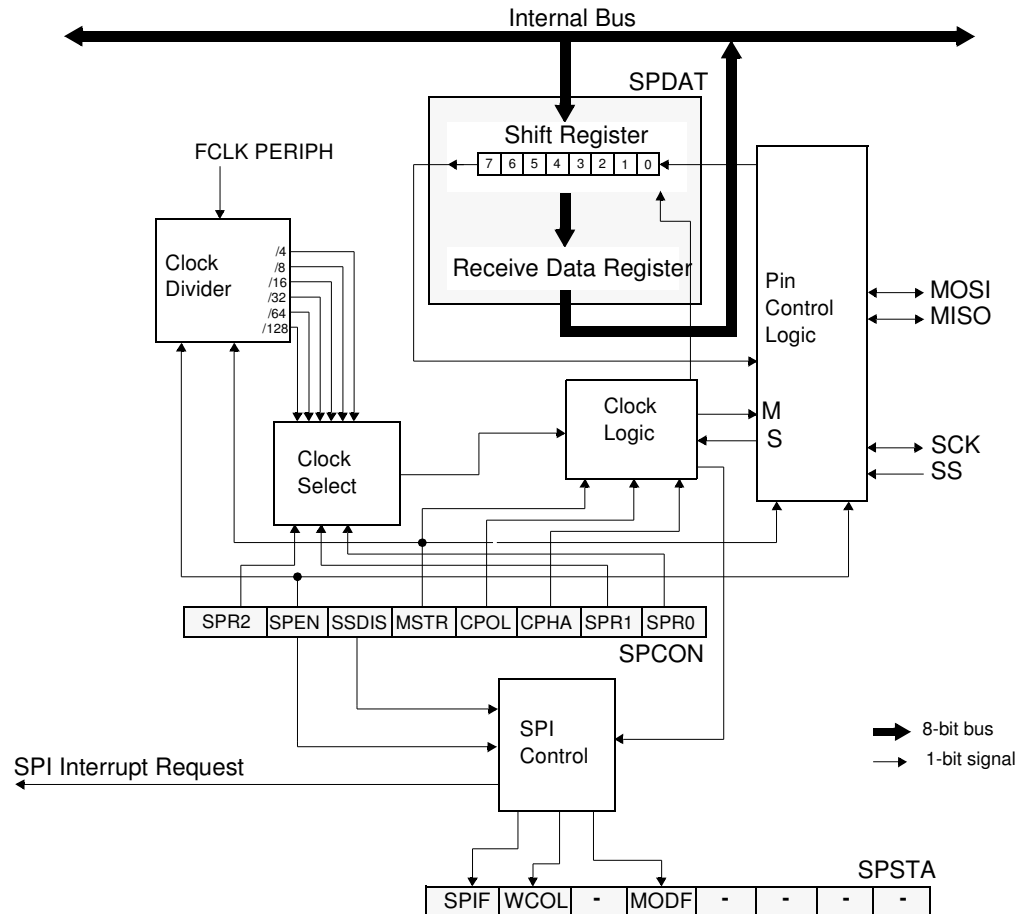 Internal Bus
SPDAT
Shift Register
7 6 5 4 3 2 1 0
FCLK PERIPH
Clock
Divider
/4
/8
/16
/32
/64
/128
Receive Data Register
Pin
Control
Logic
MOSI
MISO
Clock
Logic
M
S
SCK
SS
Clock
Select
SPR2 SPEN SSDIS MSTR CPOL CPHA SPR1 SPR0
SPCON
SPI
Control
8-bit bus
1-bit signal
SPI Interrupt Request
SPSTA
SPIF WCOL - MODF - - - -